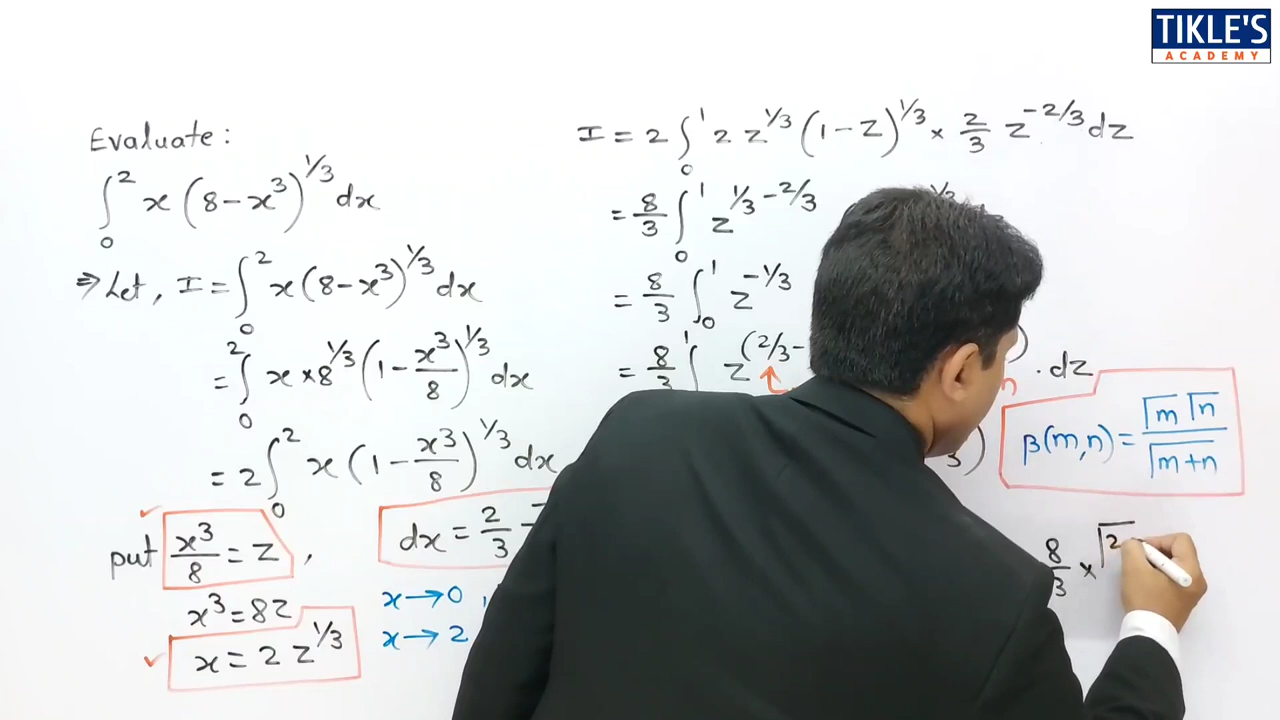 TIKLE'S
ACADEMY
Evaluate:
∫₀² x (8-x³)^1/3 dx
⇒ Let, I = ∫₀² x(8-x³)^1/3 dx
= ∫₀² x × 8^1/3 (1 - x³/8)^1/3 dx
= 2 ∫₀² x (1 - x³/8)^1/3 dx
put x³/8 = z,
x³ = 8z
x = 2 z^1/3
dx = 2/3
x → 0,
x → 2
I = 2 ∫₀¹ 2 z^1/3 (1-z)^1/3 × 2/3 z^-2/3 dz
= 8/3 ∫₀¹ z^1/3-2/3
= 8/3 ∫₀¹ z^-1/3
= 8/3 ∫ z^(2/3- ) . dz
n
3)
β(m,n) = Γm Γn / Γm+n
8/3 × Γ2